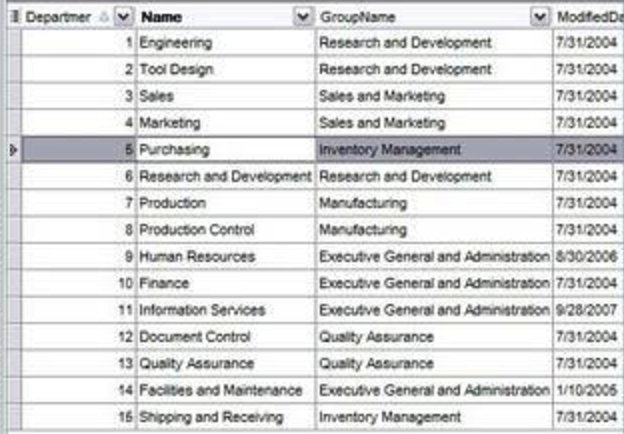 Departmer Name GroupName ModifiedDa
1 Engineering Research and Development 7/31/2004
2 Tool Design Research and Development 7/31/2004
3 Sales Sales and Marketing 7/31/2004
4 Marketing Sales and Marketing 7/31/2004
5 Purchasing Inventory Management 7/31/2004
6 Research and Development Research and Development 7/31/2004
7 Production Manufacturing 7/31/2004
8 Production Control Manufacturing 7/31/2004
9 Human Resources Executive General and Administration 8/30/2006
10 Finance Executive General and Administration 7/31/2004
11 Information Services Executive General and Administration 9/28/2007
12 Document Control Quality Assurance 7/31/2004
13 Quality Assurance Quality Assurance 7/31/2004
14 Facilities and Maintenance Executive General and Administration 1/10/2005
15 Shipping and Receiving Inventory Management 7/31/2004